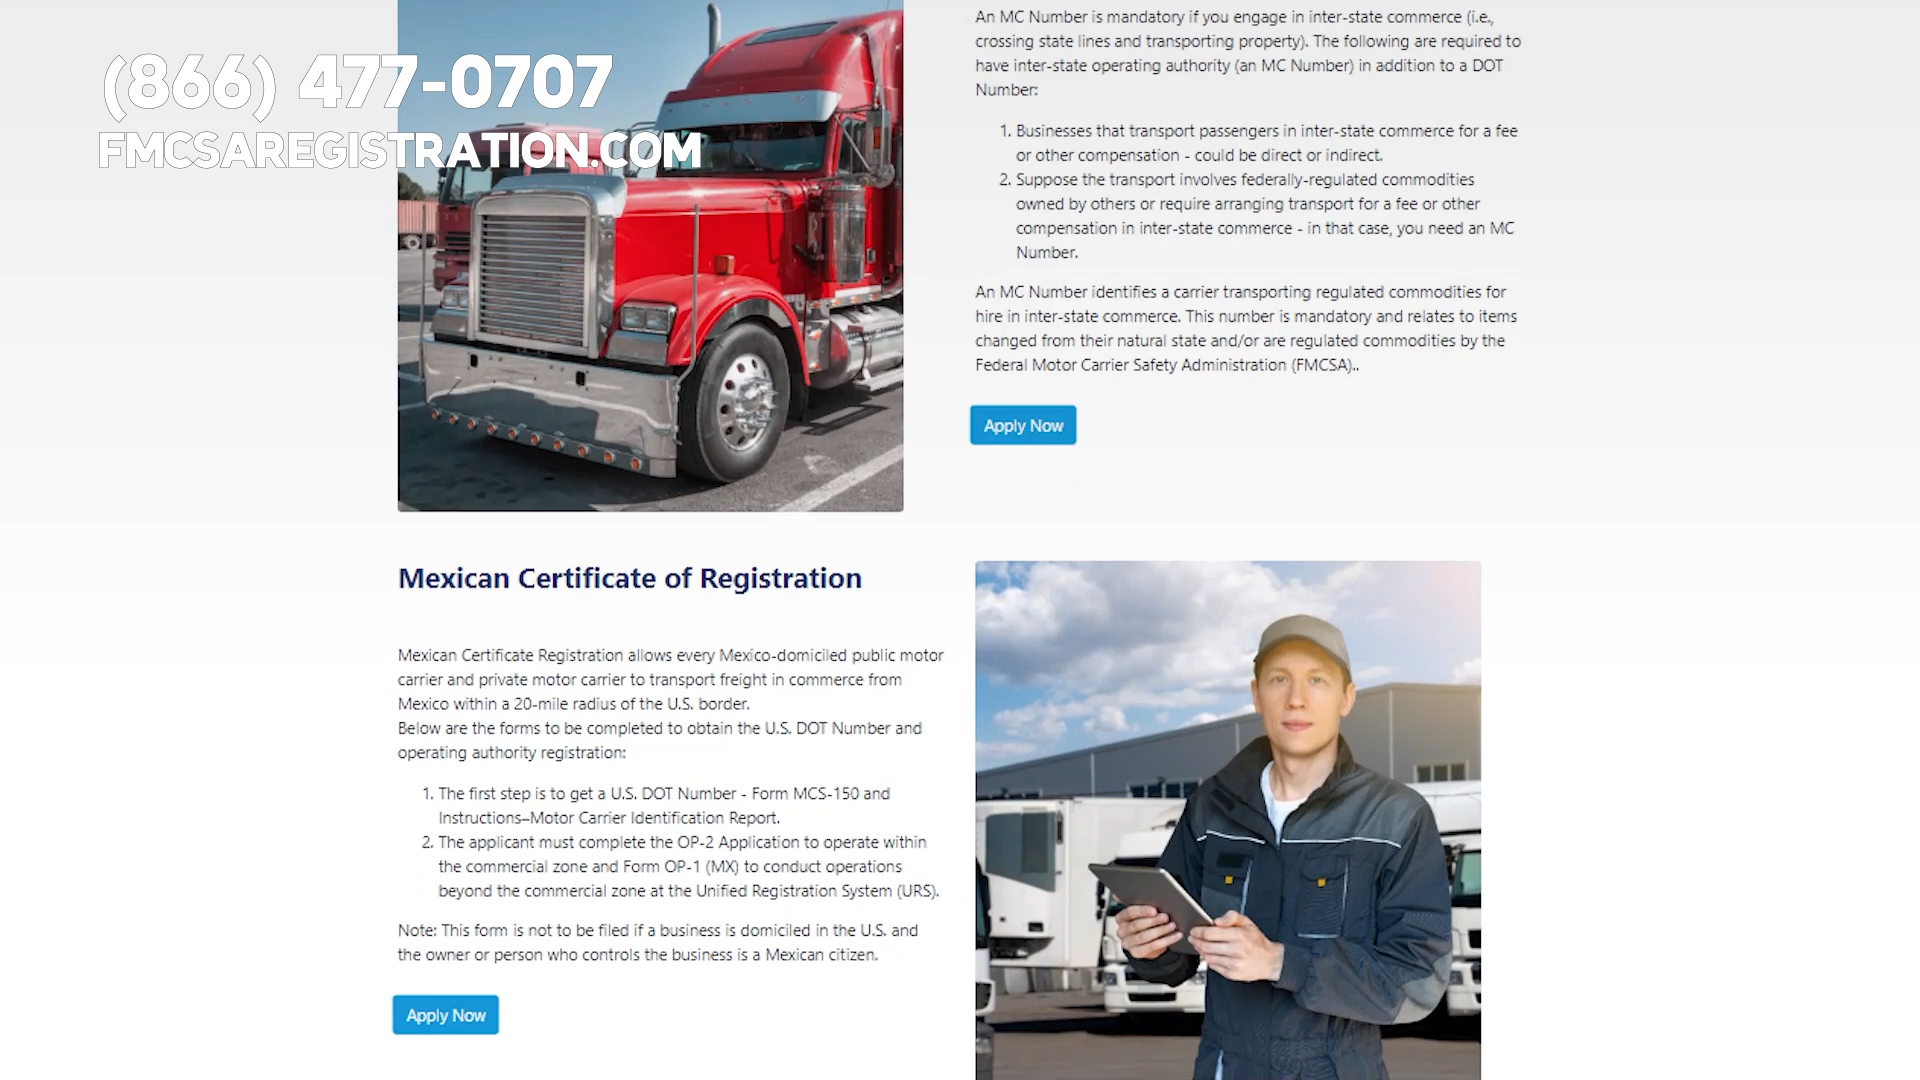 (866) 477-0707
FMCSAREGISTRATION.COM
An MC Number is mandatory if you engage in inter-state commerce (i.e.,
crossing state lines and transporting property). The following are required to
have inter-state operating authority (an MC Number) in addition to a DOT
Number:
1. Businesses that transport passengers in inter-state commerce for a fee
or other compensation - could be direct or indirect.
2. Suppose the transport involves federally-regulated commodities
owned by others or require arranging transport for a fee or other
compensation in inter-state commerce - in that case, you need an MC
Number.
An MC Number identifies a carrier transporting regulated commodities for
hire in inter-state commerce. This number is mandatory and relates to items
changed from their natural state and/or are regulated commodities by the
Federal Motor Carrier Safety Administration (FMCSA)..
Apply Now
Mexican Certificate of Registration
Mexican Certificate Registration allows every Mexico-domiciled public motor
carrier and private motor carrier to transport freight in commerce from
Mexico within a 20-mile radius of the U.S. border.
Below are the forms to be completed to obtain the U.S. DOT Number and
operating authority registration:
1. The first step is to get a U.S. DOT Number - Form MCS-150 and
Instructions–Motor Carrier Identification Report.
2. The applicant must complete the OP-2 Application to operate within
the commercial zone and Form OP-1 (MX) to conduct operations
beyond the commercial zone at the Unified Registration System (URS).
Note: This form is not to be filed if a business is domiciled in the U.S. and
the owner or person who controls the business is a Mexican citizen.
Apply Now